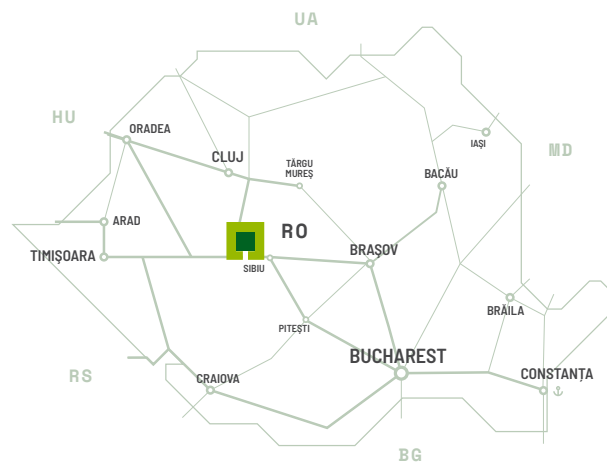 UA
HU
ORADEA
CLUJ
TÂRGU
MUREȘ
IAȘI
MD
BACĂU
ARAD
RO
TIMIȘOARA
SIBIU
BRAȘOV
BRĂILA
PITEȘTI
BUCHAREST
RS
CRAIOVA
CONSTANȚA
BG